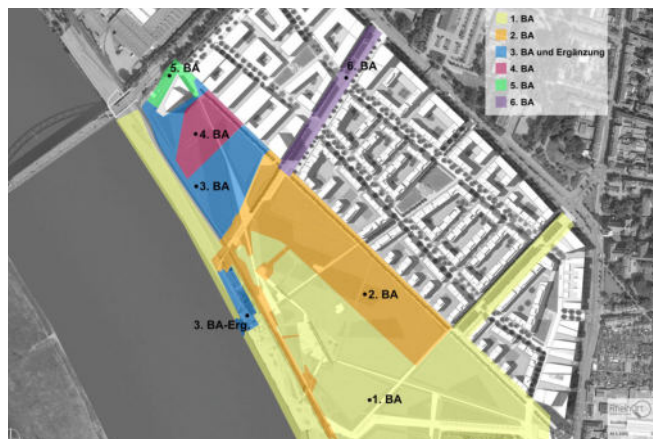 1. BA
2. BA
3. BA und Ergänzung
4. BA
5. BA
6. BA
5. BA
6. BA
4. BA
3. BA
2. BA
3. BA-Erg.
1. BA